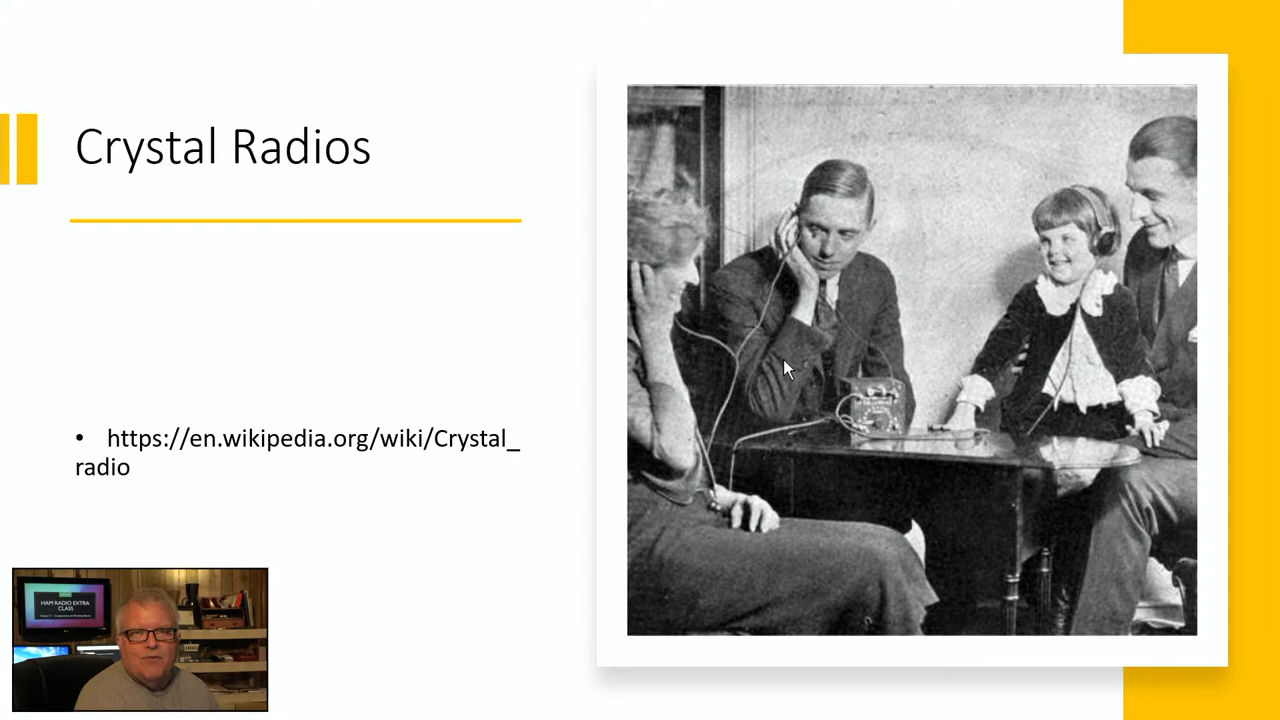 Crystal Radios
• https://en.wikipedia.org/wiki/Crystal_
radio
HAM RADIO EXTRA
CLASS